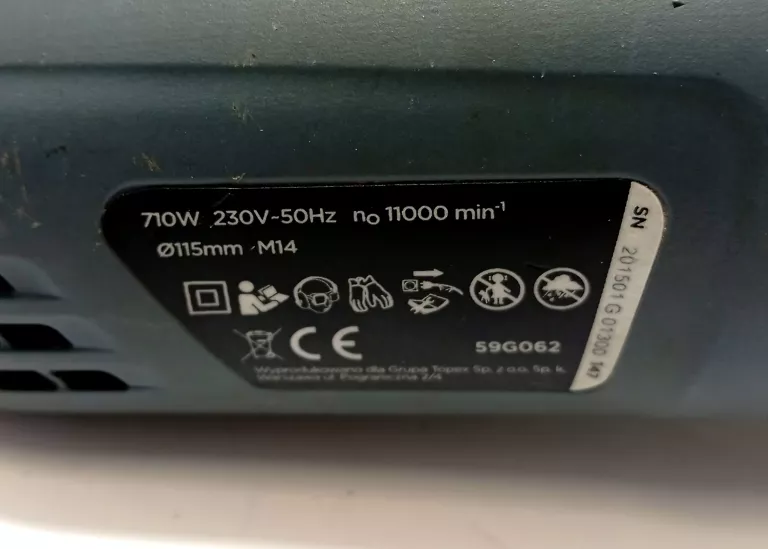 710W 230V~50Hz n₀ 11000 min⁻¹
Ø115mm · M14
CE
59G062
Wyprodukowano dla Grupa Topex Sp. z o.o. Sp. k.
Warszawa ul. Pograniczna 2/4
SN 201501 G 01300 147